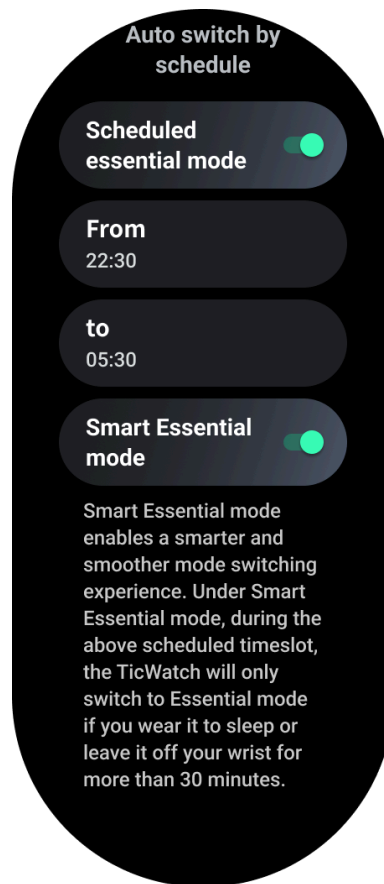 Auto switch by
schedule
Scheduled
essential mode
From
22:30
to
05:30
Smart Essential
mode
Smart Essential mode
enables a smarter and
smoother mode switching
experience. Under Smart
Essential mode, during the
above scheduled timeslot,
the TicWatch will only
switch to Essential mode
if you wear it to sleep or
leave it off your wrist for
more than 30 minutes.